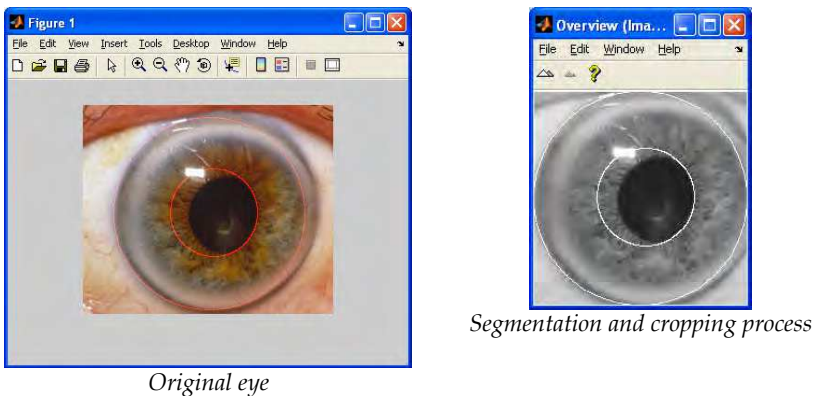 Figure 1
File Edit View Insert Tools Desktop Window Help
Original eye
Overview (Ima...
File Edit Window Help
Segmentation and cropping process